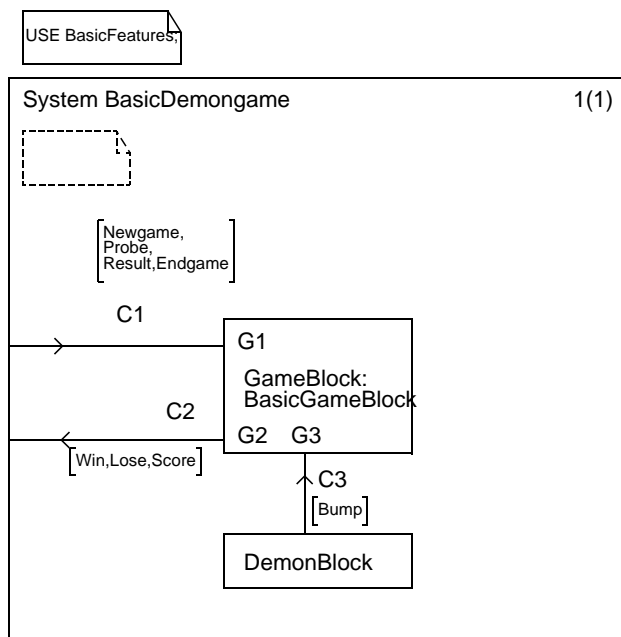 USE BasicFeatures;
System BasicDemongame 1(1)
Newgame,
Probe,
Result,Endgame
C1
G1
GameBlock:
BasicGameBlock
C2
G2 G3
Win,Lose,Score
C3
Bump
DemonBlock